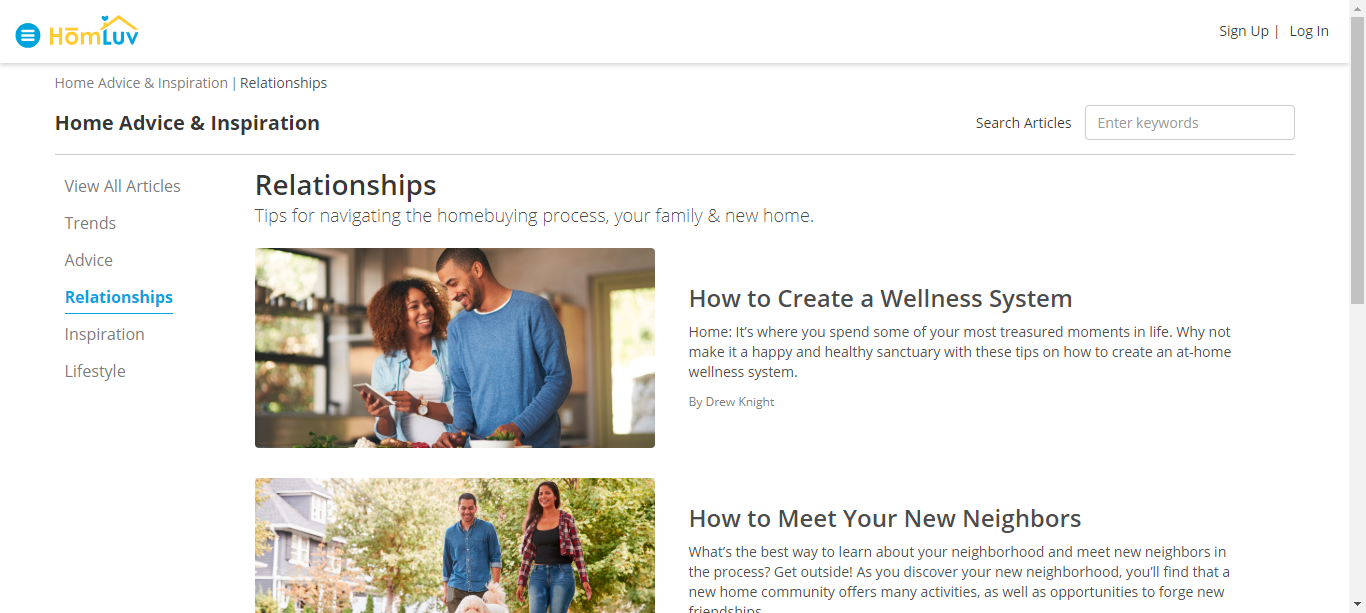 HōmLuv
Sign Up | Log In
Home Advice & Inspiration | Relationships
Home Advice & Inspiration
Search Articles
Enter keywords
View All Articles
Trends
Advice
Relationships
Inspiration
Lifestyle
Relationships
Tips for navigating the homebuying process, your family & new home.
How to Create a Wellness System
Home: It’s where you spend some of your most treasured moments in life. Why not
make it a happy and healthy sanctuary with these tips on how to create an at-home
wellness system.
By Drew Knight
How to Meet Your New Neighbors
What’s the best way to learn about your neighborhood and meet new neighbors in
the process? Get outside! As you discover your new neighborhood, you’ll find that a
new home community offers many activities, as well as opportunities to forge new
friendships.